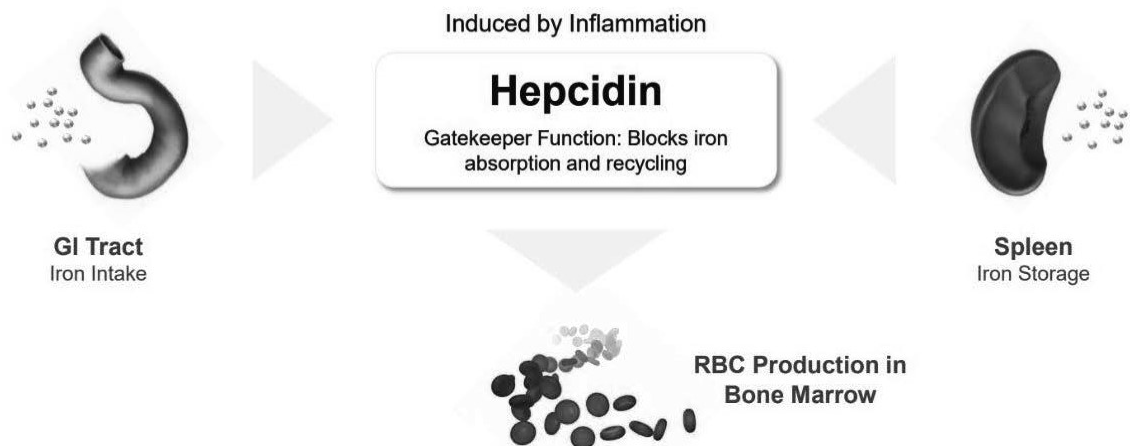 Induced by Inflammation
Hepcidin
Gatekeeper Function: Blocks iron
absorption and recycling
GI Tract
Iron Intake
Spleen
Iron Storage
RBC Production in
Bone Marrow